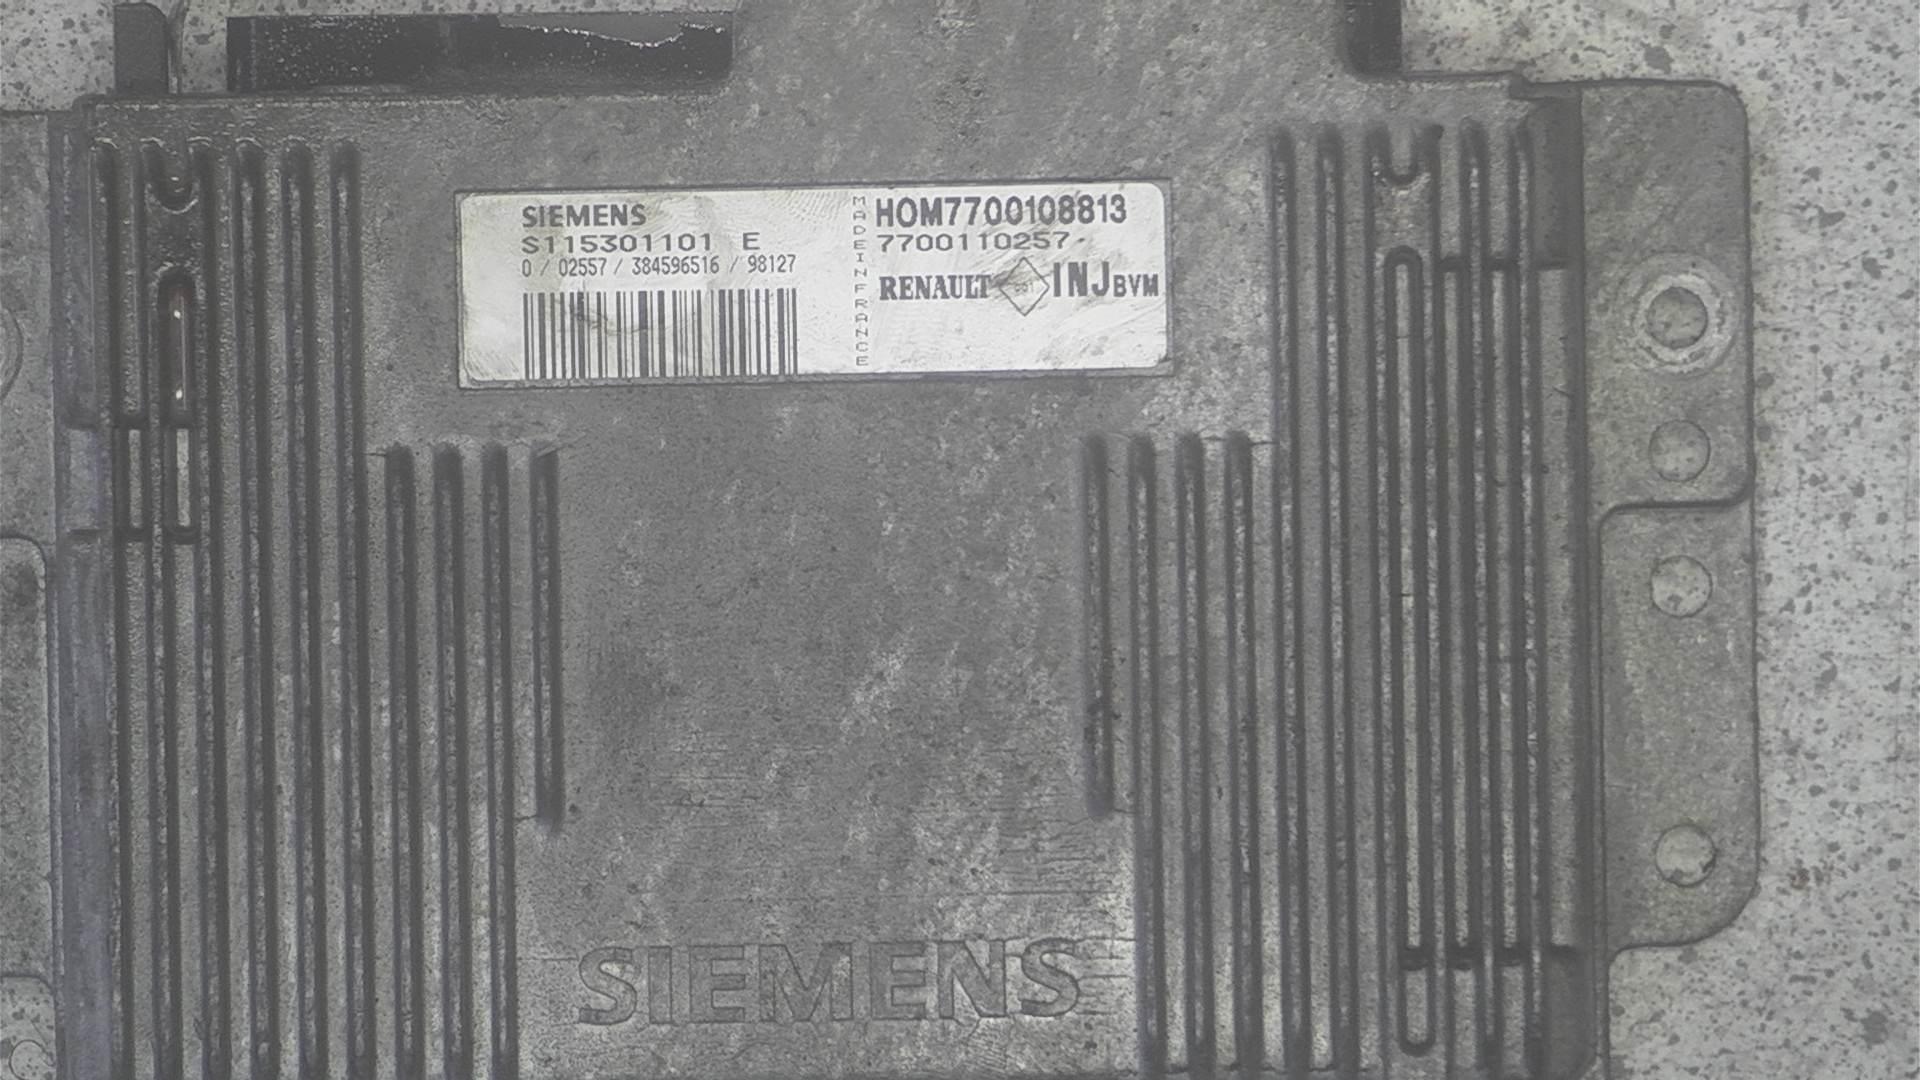 SIEMENS
S115301101 E
0 / 02557 / 384596516 / 98127
MADE IN FRANCE
HOM7700108813
7700110257
RENAULT INJ BVM
SIEMENS